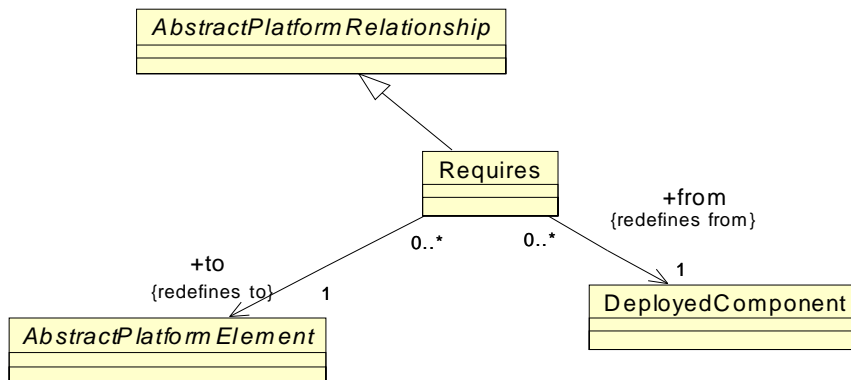 AbstractPlatformRelationship
Requires
+from
{redefines from}
0..* 0..*
+to
{redefines to} 1
1
DeployedComponent
AbstractPlatformElement